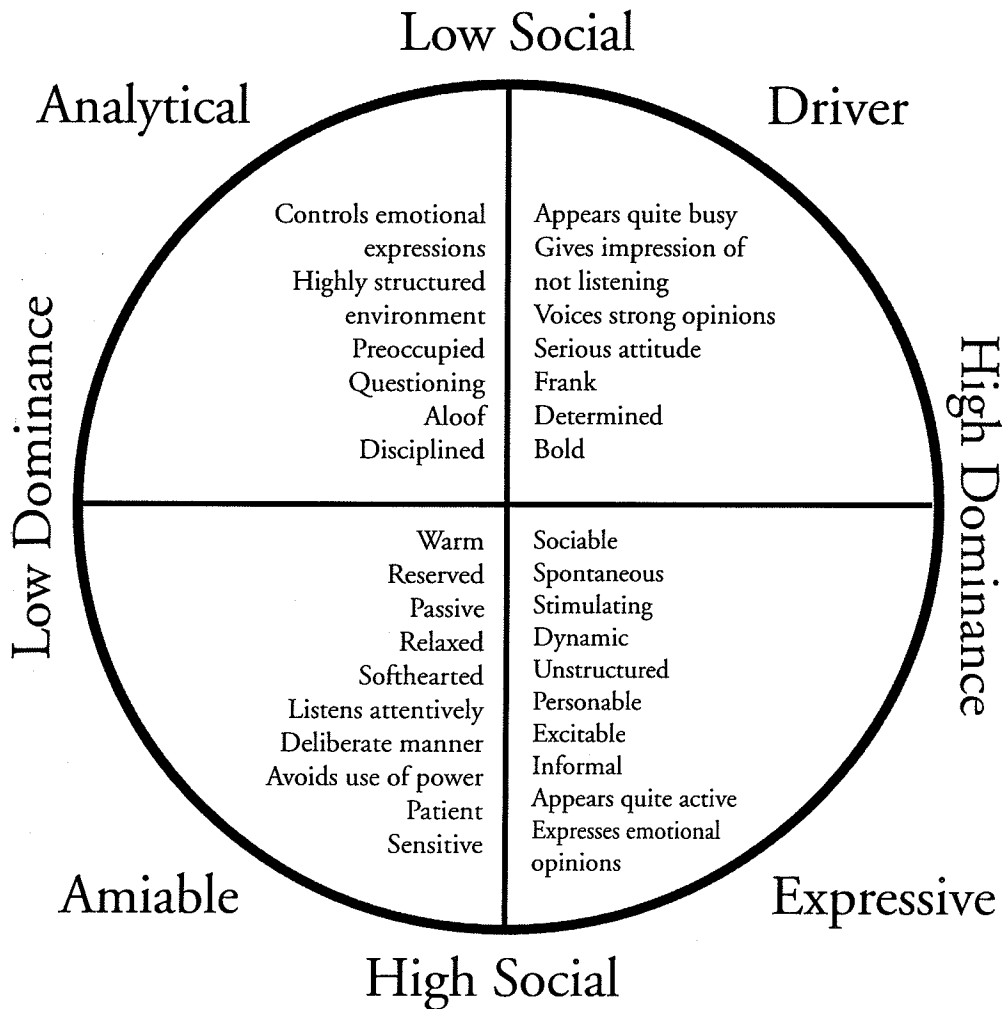 Low Social
Analytical
Driver
Controls emotional
expressions
Highly structured
environment
Preoccupied
Questioning
Aloof
Disciplined
Appears quite busy
Gives impression of
not listening
Voices strong opinions
Serious attitude
Frank
Determined
Bold
Low Dominance
High Dominance
Warm
Reserved
Passive
Relaxed
Softhearted
Listens attentively
Deliberate manner
Avoids use of power
Patient
Sensitive
Sociable
Spontaneous
Stimulating
Dynamic
Unstructured
Personable
Excitable
Informal
Appears quite active
Expresses emotional
opinions
Amiable
Expressive
High Social